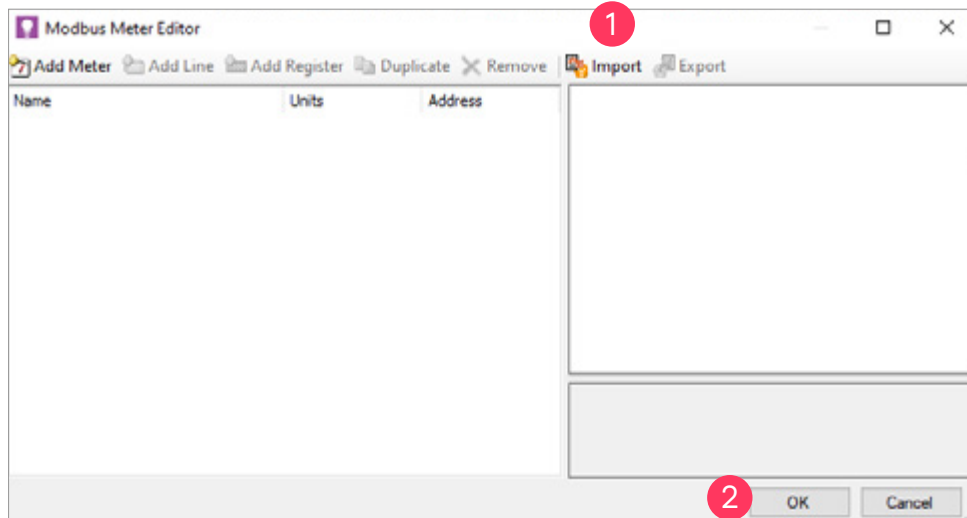 Modbus Meter Editor
1
Add Meter Add Line Add Register Duplicate Remove Import Export
Name Units Address
2
OK Cancel